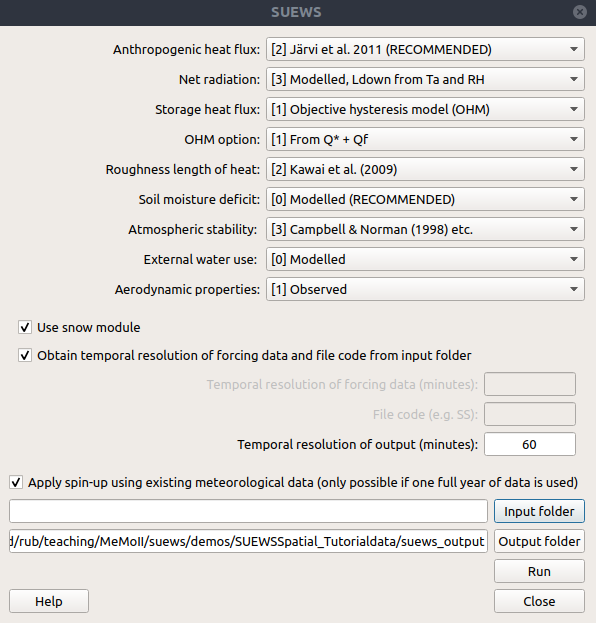 SUEWS
Anthropogenic heat flux: [2] Järvi et al. 2011 (RECOMMENDED)
Net radiation: [3] Modelled, Ldown from Ta and RH
Storage heat flux: [1] Objective hysteresis model (OHM)
OHM option: [1] From Q* + Qf
Roughness length of heat: [2] Kawai et al. (2009)
Soil moisture deficit: [0] Modelled (RECOMMENDED)
Atmospheric stability: [3] Campbell & Norman (1998) etc.
External water use: [0] Modelled
Aerodynamic properties: [1] Observed
Use snow module
Obtain temporal resolution of forcing data and file code from input folder
Temporal resolution of forcing data (minutes):
File code (e.g. SS):
Temporal resolution of output (minutes): 60
Apply spin-up using existing meteorological data (only possible if one full year of data is used)
Input folder
d/rub/teaching/MeMoII/suews/demos/SUEWSSpatial_Tutorialdata/suews_output Output folder
Run
Help Close